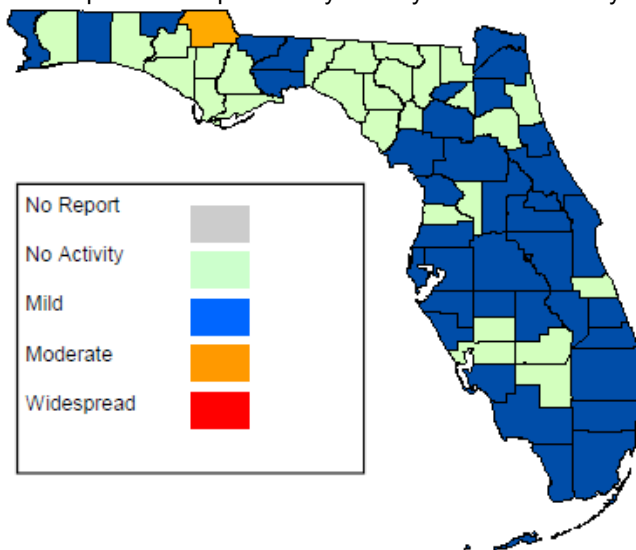 No Report
No Activity
Mild
Moderate
Widespread